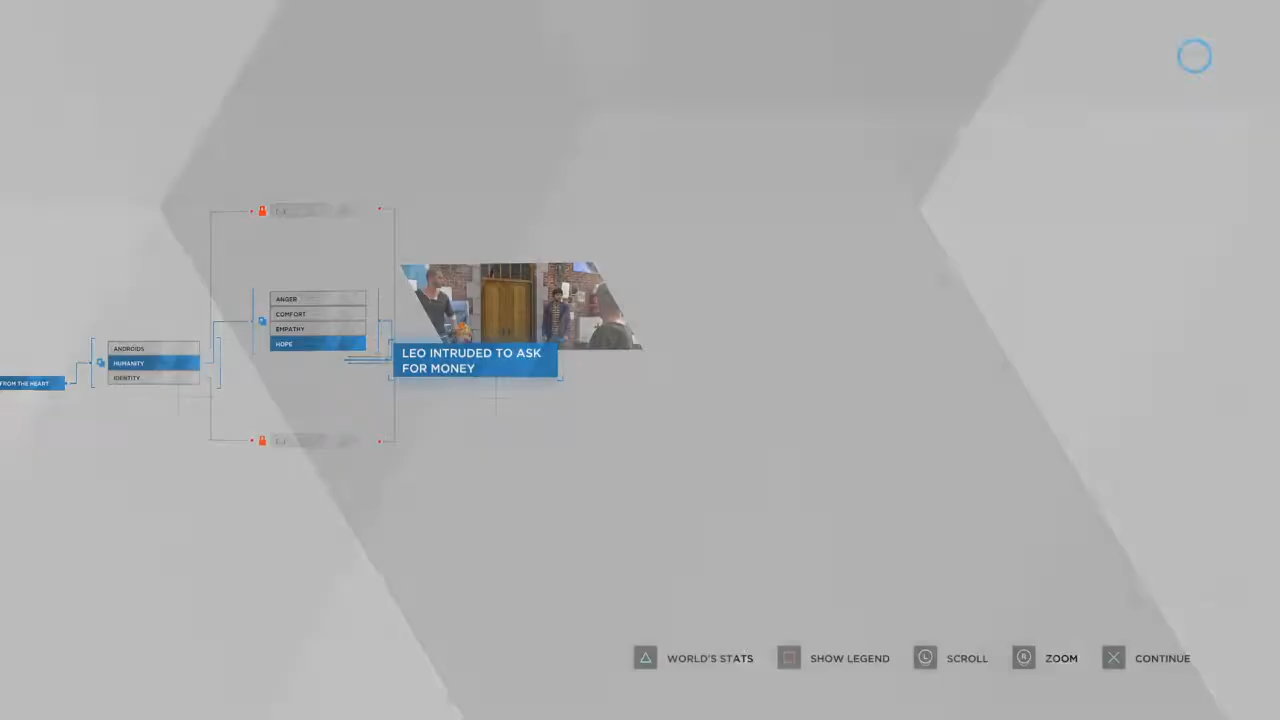 ANGER
COMFORT
EMPATHY
HOPE
ANDROIDS
HUMANITY
IDENTITY
FROM THE HEART
LEO INTRUDED TO ASK
FOR MONEY
WORLD'S STATS
SHOW LEGEND
L
SCROLL
R
ZOOM
CONTINUE